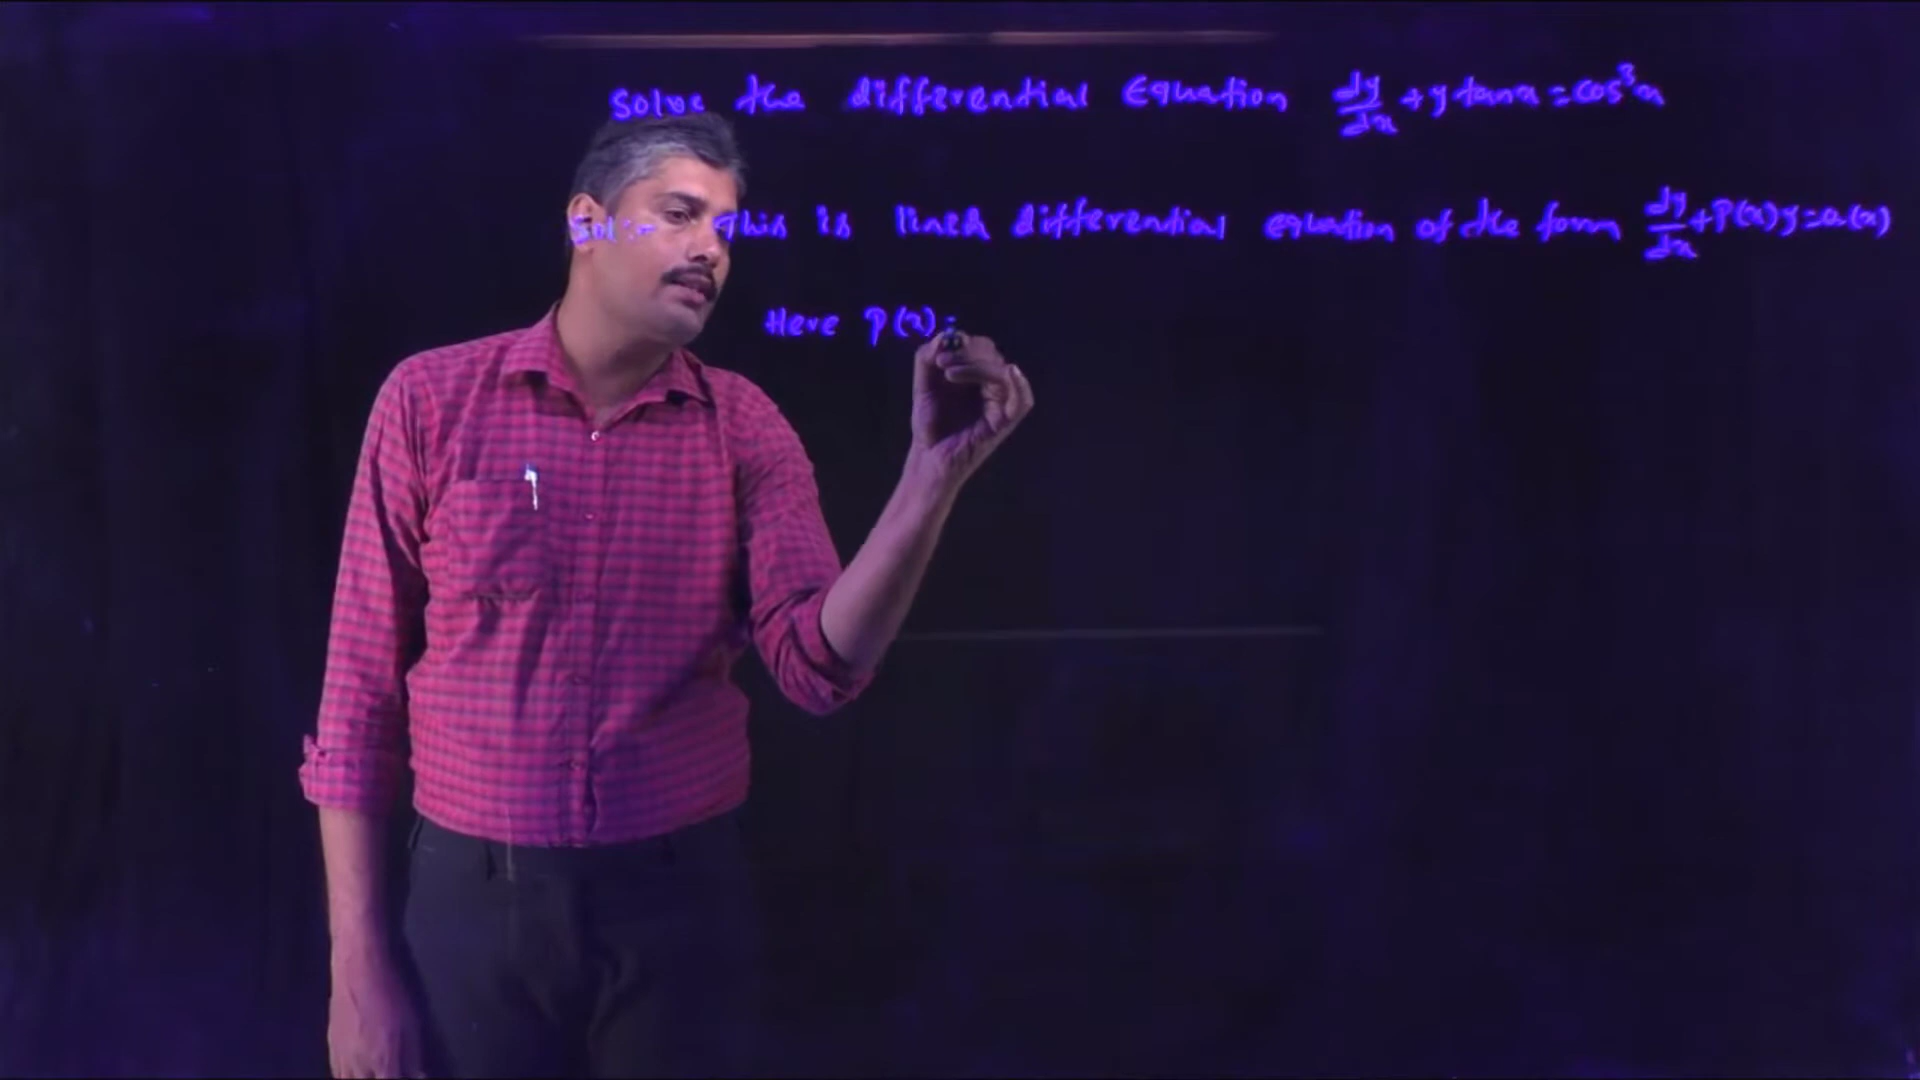 Solve the differential Equation dy/dx + y tanx = cos³x
Sol:- This is linear differential equation of the form dy/dx + P(x) y = Q(x)
Here P(x) =